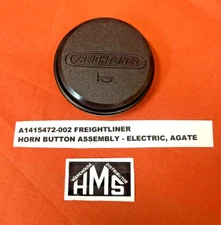 FREIGHTLINER
A1415472-002 FREIGHTLINER
HORN BUTTON ASSEMBLY - ELECTRIC, AGATE
HMS